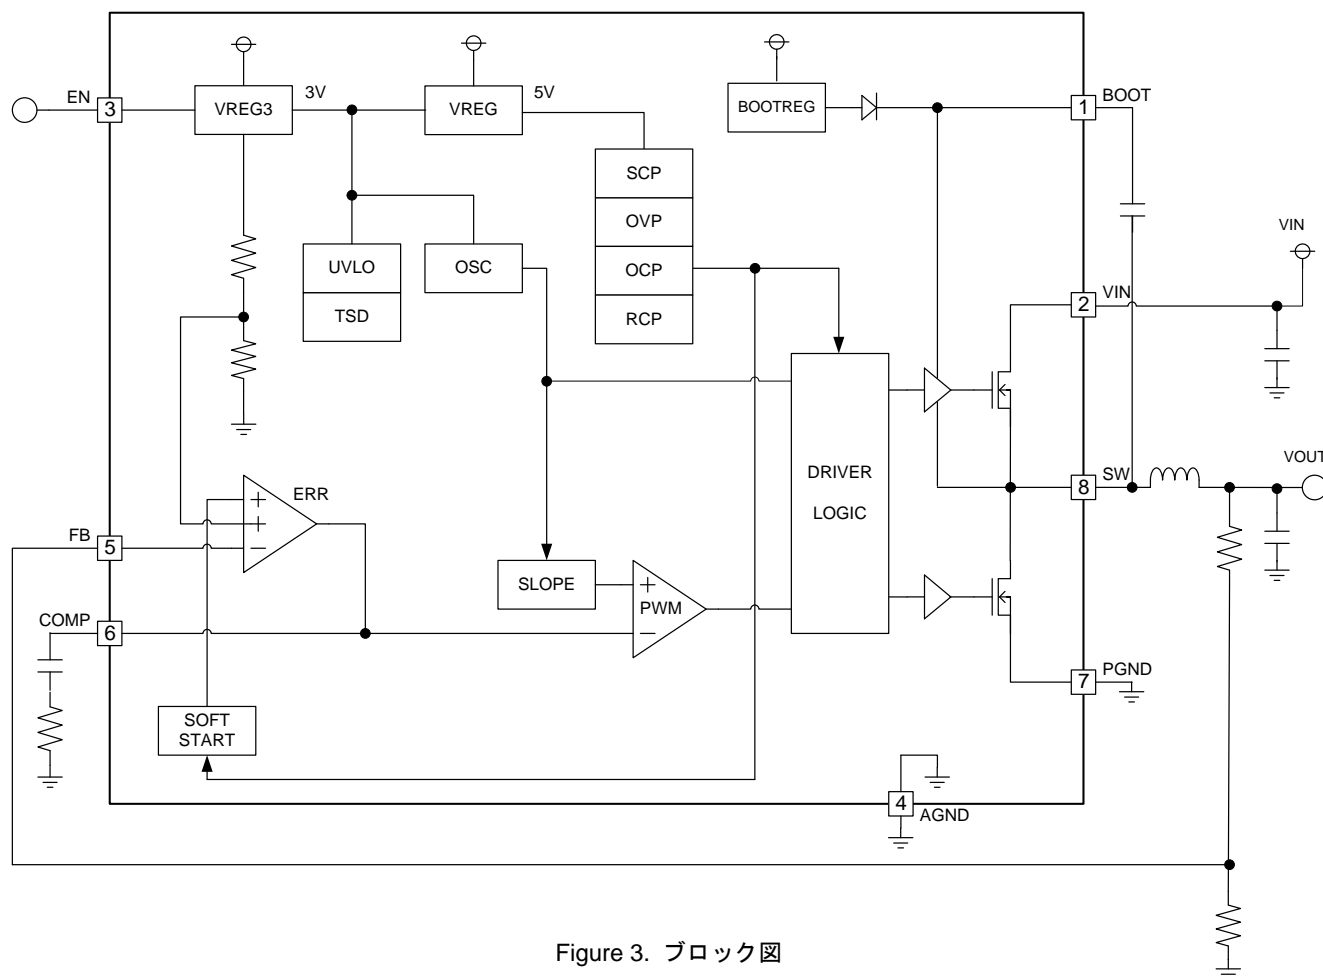 EN
3
VREG3
3V
VREG
5V
BOOTREG
1
BOOT
SCP
OVP
OCP
RCP
UVLO
TSD
OSC
VIN
2
VIN
DRIVER
LOGIC
8
SW
VOUT
+
+
−
ERR
FB
5
SLOPE
+
−
PWM
COMP
6
7
PGND
SOFT
START
4
AGND
Figure 3. ブロック図